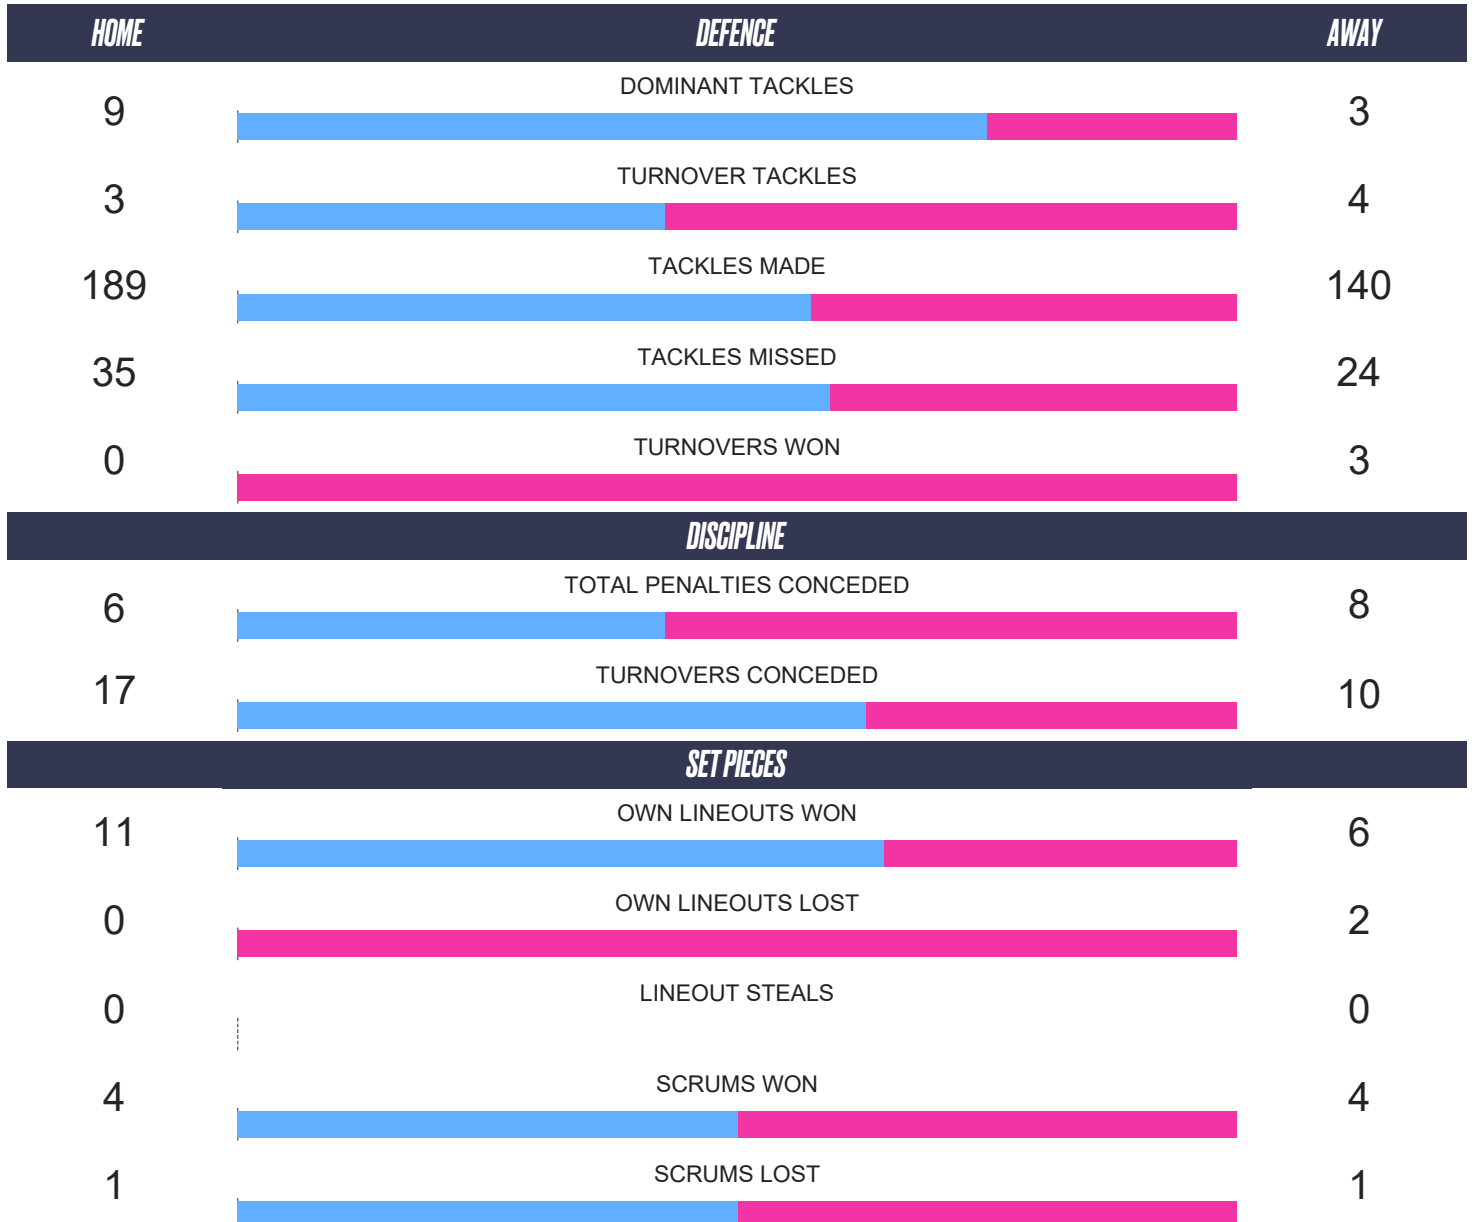 HOME DEFENCE AWAY
DOMINANT TACKLES
9 3
TURNOVER TACKLES
3 4
TACKLES MADE
189 140
TACKLES MISSED
35 24
TURNOVERS WON
0 3
DISCIPLINE
TOTAL PENALTIES CONCEDED
6 8
TURNOVERS CONCEDED
17 10
SET PIECES
OWN LINEOUTS WON
11 6
OWN LINEOUTS LOST
0 2
LINEOUT STEALS
0 0
SCRUMS WON
4 4
SCRUMS LOST
1 1